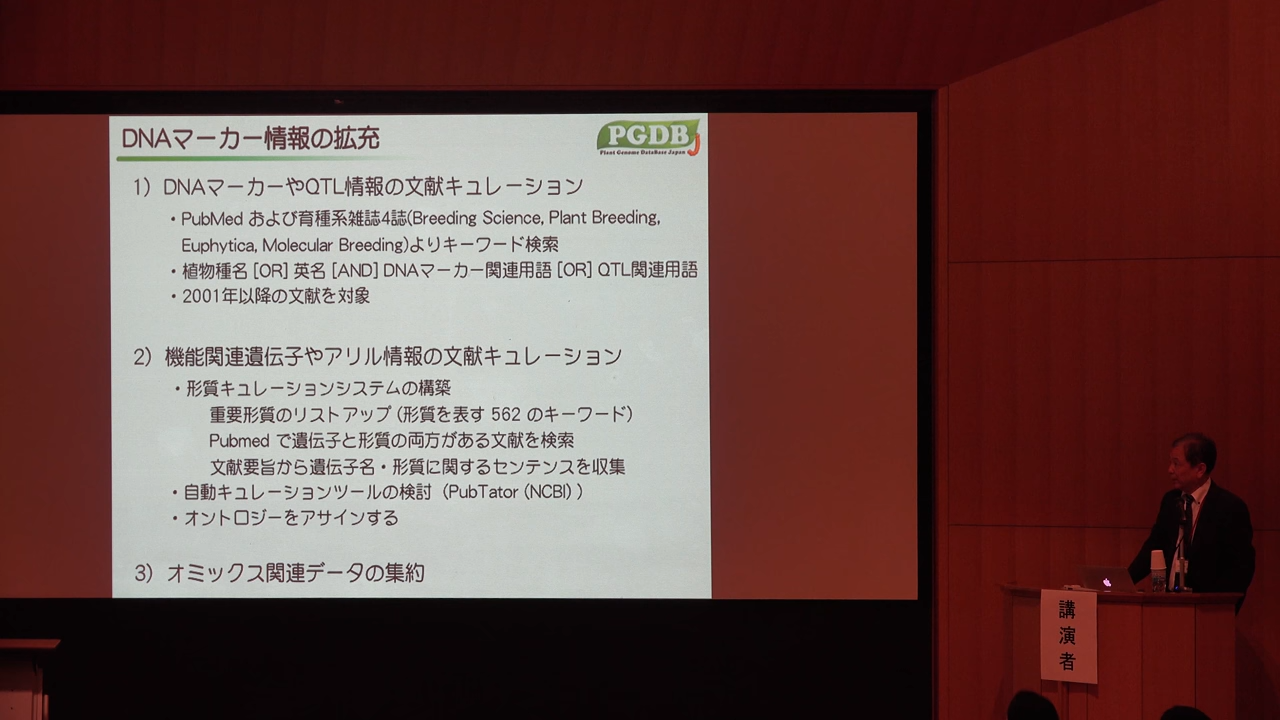 DNAマーカー情報の拡充
PGDBJ
Plant Genome DataBase Japan
1）DNAマーカーやQTL情報の文献キュレーション
・PubMed および育種系雑誌4誌(Breeding Science, Plant Breeding,
Euphytica, Molecular Breeding)よりキーワード検索
・植物種名 [OR] 英名 [AND] DNAマーカー関連用語 [OR] QTL関連用語
・2001年以降の文献を対象
2）機能関連遺伝子やアリル情報の文献キュレーション
・形質キュレーションシステムの構築
重要形質のリストアップ (形質を表す 562 のキーワード)
Pubmed で遺伝子と形質の両方がある文献を検索
文献要旨から遺伝子名・形質に関するセンテンスを収集
・自動キュレーションツールの検討（PubTator (NCBI) ）
・オントロジーをアサインする
3）オミックス関連データの集約
講演者